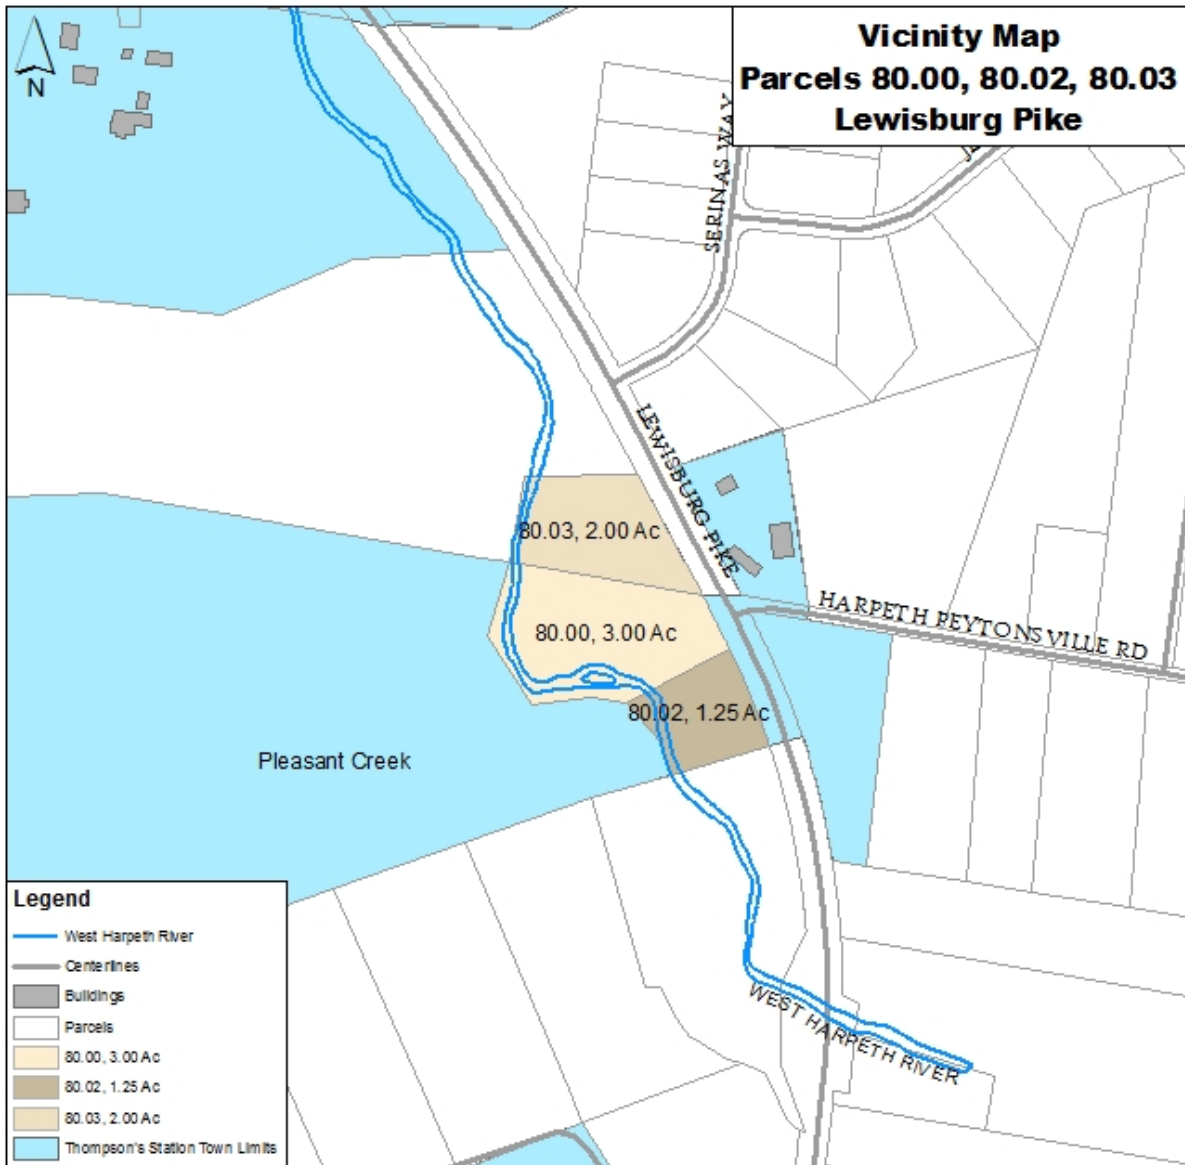 Vicinity Map
Parcels 80.00, 80.02, 80.03
Lewisburg Pike
N
SERINAS WAY
LEWISBURG PIKE
80.03, 2.00 Ac
HARPETH PEYTONSVILLE RD
80.00, 3.00 Ac
80.02, 1.25 Ac
Pleasant Creek
WEST HARPETH RIVER
Legend
West Harpeth River
Centerlines
Buildings
Parcels
80.00, 3.00 Ac
80.02, 1.25 Ac
80.03, 2.00 Ac
Thompson's Station Town Limits